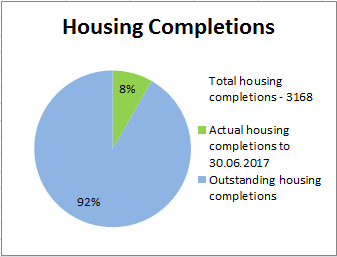 Housing Completions
8%
92%
Total housing
completions - 3168
Actual housing
completions to
30.06.2017
Outstanding housing
completions